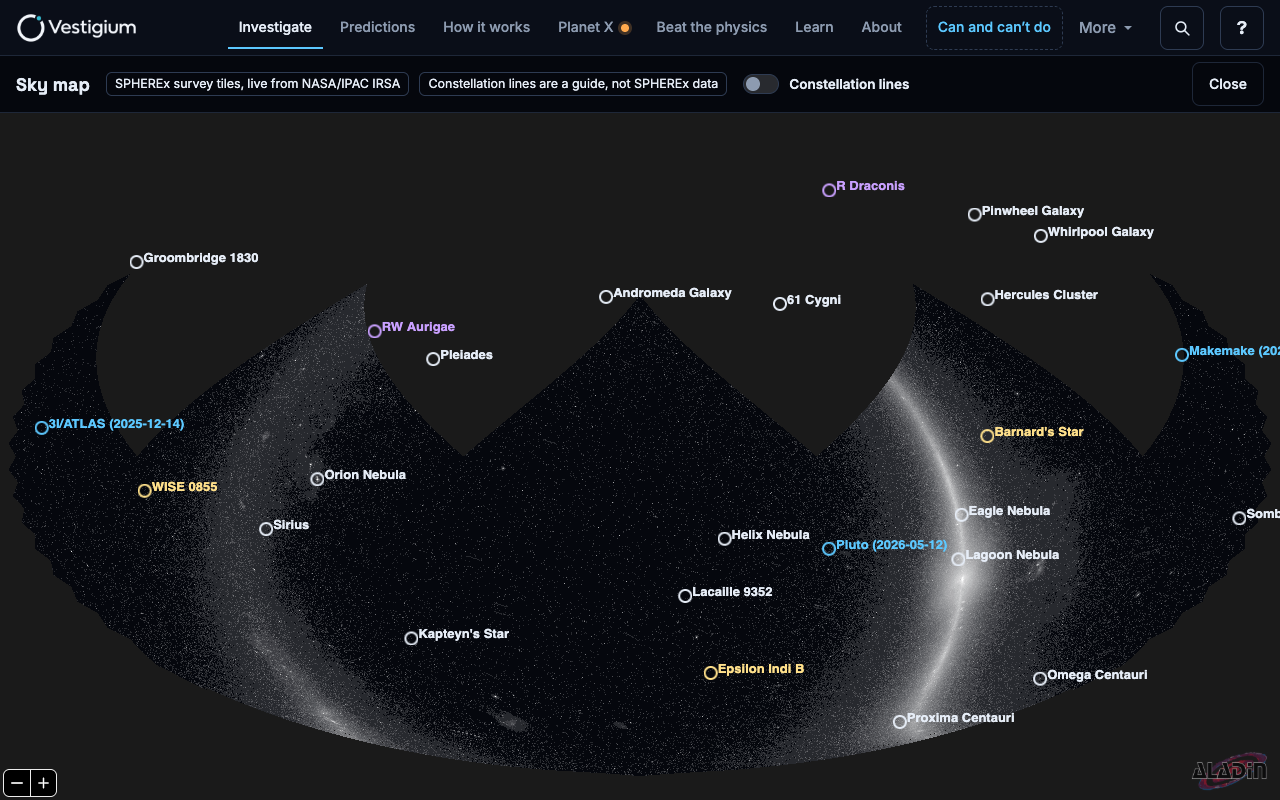 Vestigium
Investigate
Predictions
How it works
Planet X
Beat the physics
Learn
About
Can and can't do
More
?
Sky map
SPHEREx survey tiles, live from NASA/IPAC IRSA
Constellation lines are a guide, not SPHEREx data
Constellation lines
Close
R Draconis
Pinwheel Galaxy
Whirlpool Galaxy
Groombridge 1830
Andromeda Galaxy
61 Cygni
Hercules Cluster
RW Aurigae
Pleiades
Makemake (202
3I/ATLAS (2025-12-14)
Barnard's Star
Orion Nebula
WISE 0855
Eagle Nebula
Somb
Sirius
Helix Nebula
Pluto (2026-05-12)
Lagoon Nebula
Lacaille 9352
Kapteyn's Star
Epsilon Indi B
Omega Centauri
Proxima Centauri
ALADIN
− +